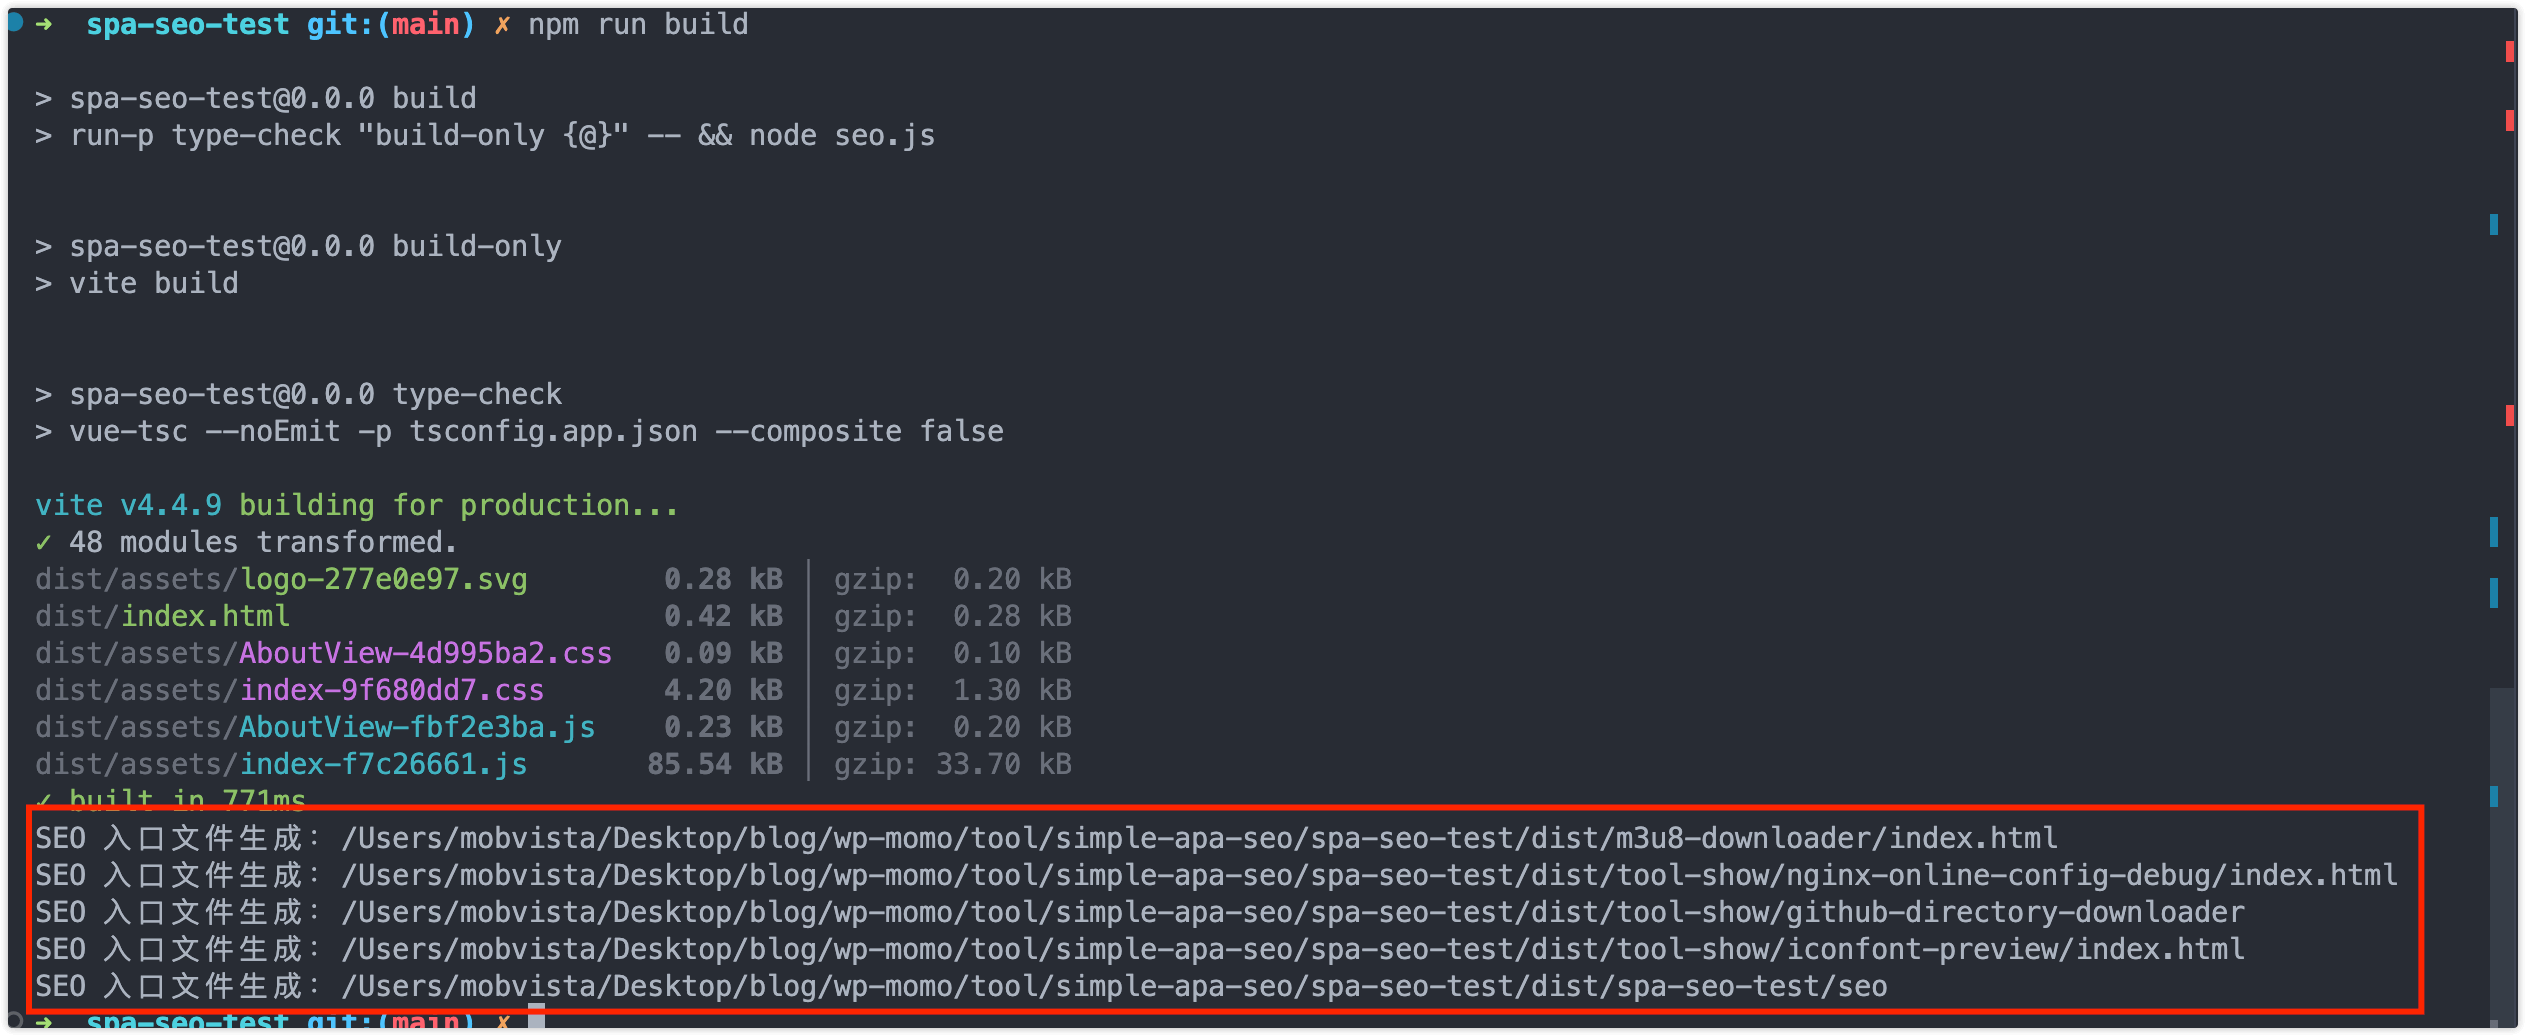 ➜  spa-seo-test git:(main) ✗ npm run build
> spa-seo-test@0.0.0 build
> run-p type-check "build-only {@}" -- && node seo.js
> spa-seo-test@0.0.0 build-only
> vite build
> spa-seo-test@0.0.0 type-check
> vue-tsc --noEmit -p tsconfig.app.json --composite false
vite v4.4.9 building for production...
✓ 48 modules transformed.
dist/assets/logo-277e0e97.svg        0.28 kB │ gzip:  0.20 kB
dist/index.html                      0.42 kB │ gzip:  0.28 kB
dist/assets/AboutView-4d995ba2.css   0.09 kB │ gzip:  0.10 kB
dist/assets/index-9f680dd7.css       4.20 kB │ gzip:  1.30 kB
dist/assets/AboutView-fbf2e3ba.js    0.23 kB │ gzip:  0.20 kB
dist/assets/index-f7c26661.js       85.54 kB │ gzip: 33.70 kB
✓ built in 771ms
SEO 入口文件生成: /Users/mobvista/Desktop/blog/wp-momo/tool/simple-apa-seo/spa-seo-test/dist/m3u8-downloader/index.html
SEO 入口文件生成: /Users/mobvista/Desktop/blog/wp-momo/tool/simple-apa-seo/spa-seo-test/dist/tool-show/nginx-online-config-debug/index.html
SEO 入口文件生成: /Users/mobvista/Desktop/blog/wp-momo/tool/simple-apa-seo/spa-seo-test/dist/tool-show/github-directory-downloader
SEO 入口文件生成: /Users/mobvista/Desktop/blog/wp-momo/tool/simple-apa-seo/spa-seo-test/dist/tool-show/iconfont-preview/index.html
SEO 入口文件生成: /Users/mobvista/Desktop/blog/wp-momo/tool/simple-apa-seo/spa-seo-test/dist/spa-seo-test/seo
➜  spa-seo-test git:(main) ✗